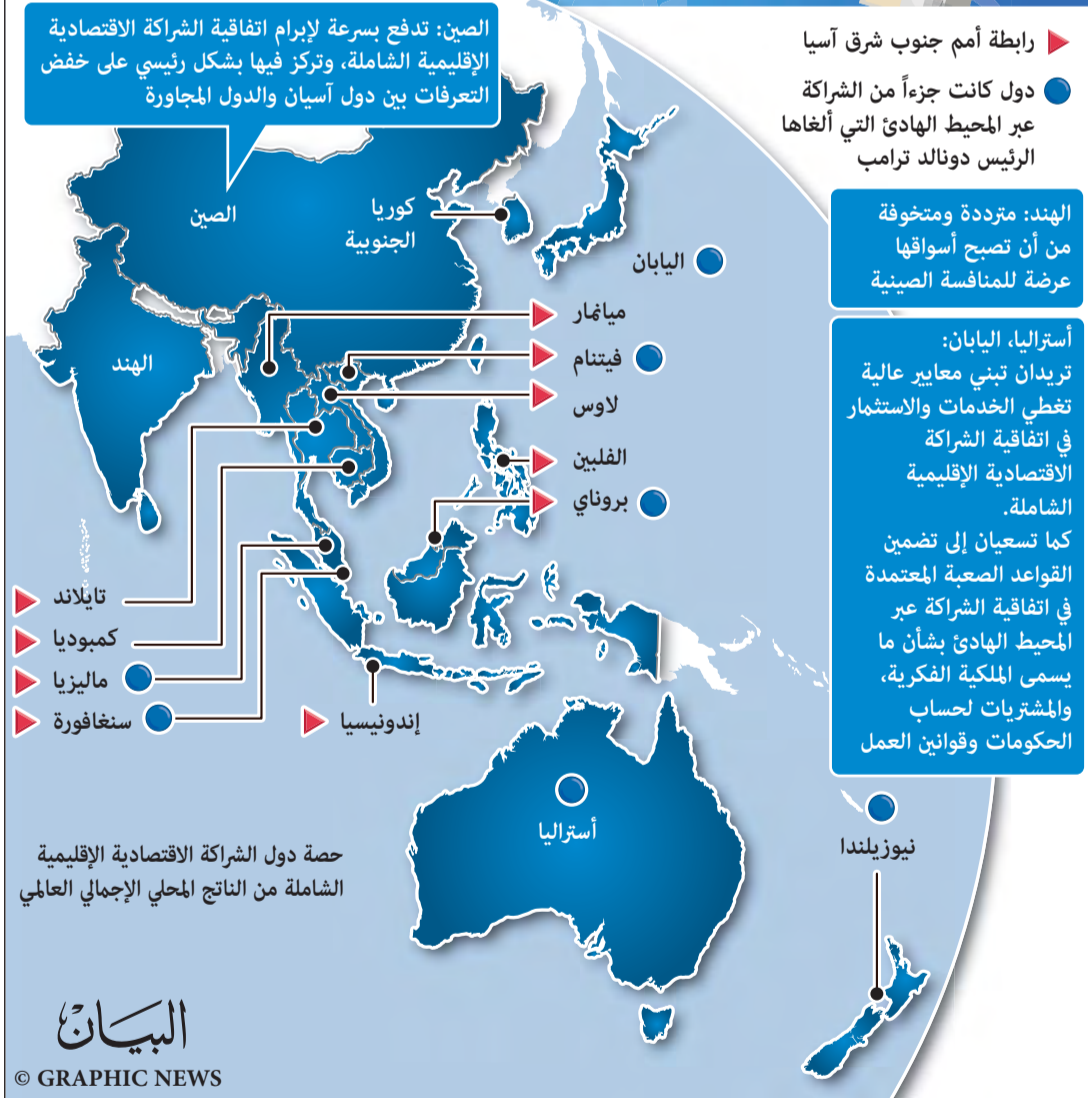 الصين: تدفع بسرعة لإبرام اتفاقية الشراكة الاقتصادية
الإقليمية الشاملة، وتركز فيها بشكل رئيسي على خفض
التعرفات بين دول آسيان والدول المجاورة
رابطة أمم جنوب شرق آسيا
دول كانت جزءاً من الشراكة
عبر المحيط الهادئ التي ألغاها
الرئيس دونالد ترامب
الهند: مترددة ومتخوفة
من أن تصبح أسواقها
عرضة للمنافسة الصينية
أستراليا، اليابان:
تريدان تبني معايير عالية
تغطي الخدمات والاستثمار
في اتفاقية الشراكة
الاقتصادية الإقليمية
الشاملة.
كما تسعيان إلى تضمين
القواعد الصعبة المعتمدة
في اتفاقية الشراكة عبر
المحيط الهادئ بشأن ما
يسمى الملكية الفكرية،
والمشتريات لحساب
الحكومات وقوانين العمل
الصين
كوريا
الجنوبية
اليابان
ميانمار
الهند
فيتنام
لاوس
الفلبين
بروناي
تايلاند
كمبوديا
ماليزيا
سنغافورة
إندونيسيا
أستراليا
نيوزيلندا
حصة دول الشراكة الاقتصادية الإقليمية
الشاملة من الناتج المحلي الإجمالي العالمي
البيان
© GRAPHIC NEWS